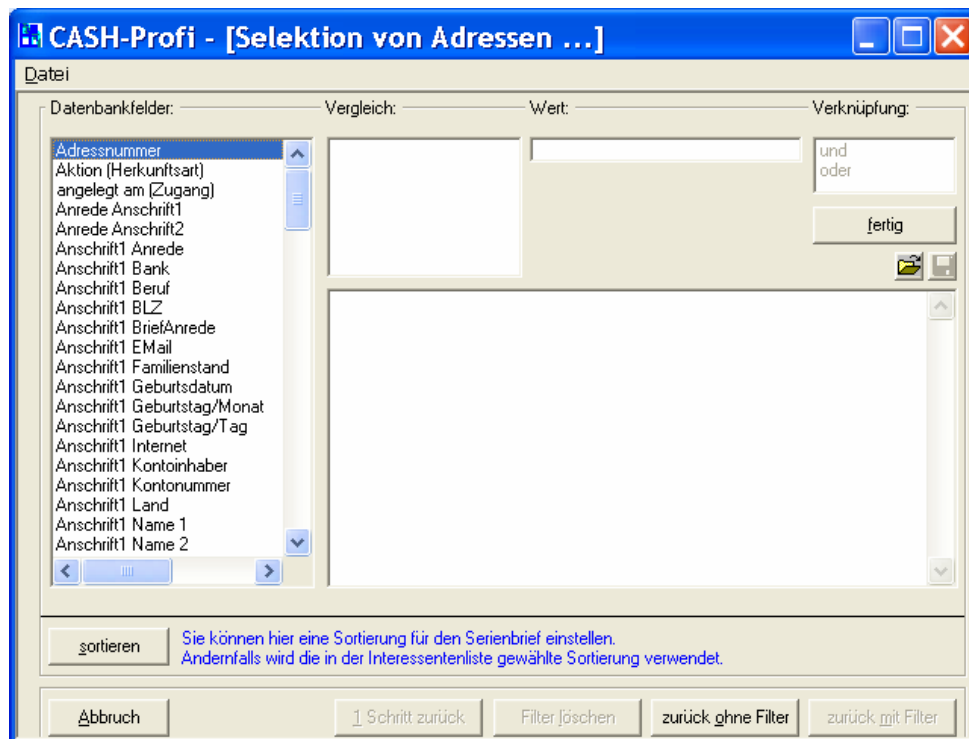 CASH-Profi - [Selektion von Adressen ...]
Datei
Datenbankfelder: Vergleich: Wert: Verknüpfung:
Adressnummer
Aktion (Herkunftsart)
angelegt am (Zugang)
Anrede Anschrift1
Anrede Anschrift2
Anschrift1 Anrede
Anschrift1 Bank
Anschrift1 Beruf
Anschrift1 BLZ
Anschrift1 BriefAnrede
Anschrift1 EMail
Anschrift1 Familienstand
Anschrift1 Geburtsdatum
Anschrift1 Geburtstag/Monat
Anschrift1 Geburtstag/Tag
Anschrift1 Internet
Anschrift1 Kontoinhaber
Anschrift1 Kontonummer
Anschrift1 Land
Anschrift1 Name 1
Anschrift1 Name 2
und
oder
fertig
sortieren
Sie können hier eine Sortierung für den Serienbrief einstellen.
Andernfalls wird die in der Interessentenliste gewählte Sortierung verwendet.
Abbruch 1 Schritt zurück Filter löschen zurück ohne Filter zurück mit Filter